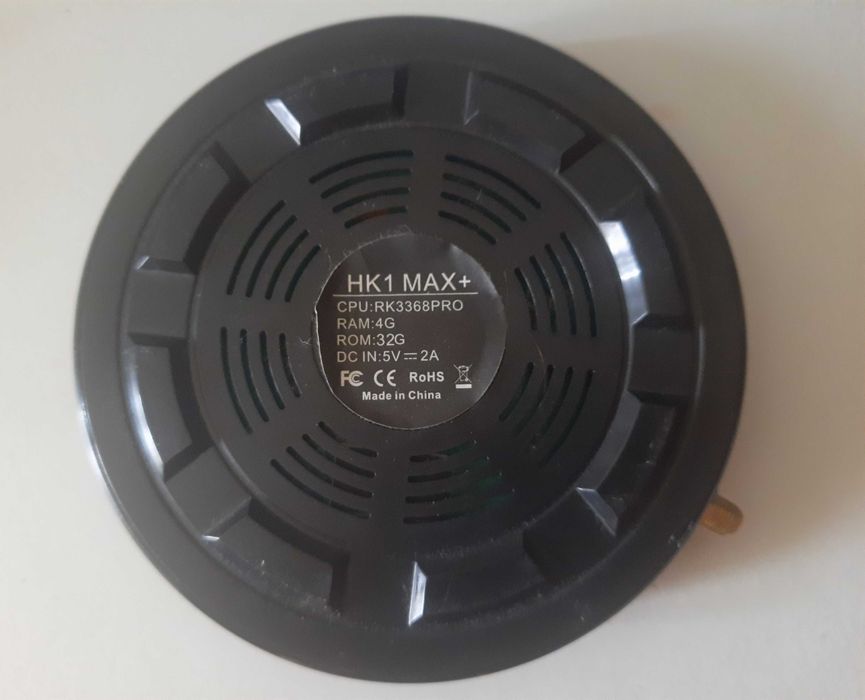 HK1 MAX+
CPU:RK3368PRO
RAM:4G
ROM:32G
DC IN:5V⎓2A
FC CE RoHS
Made in China